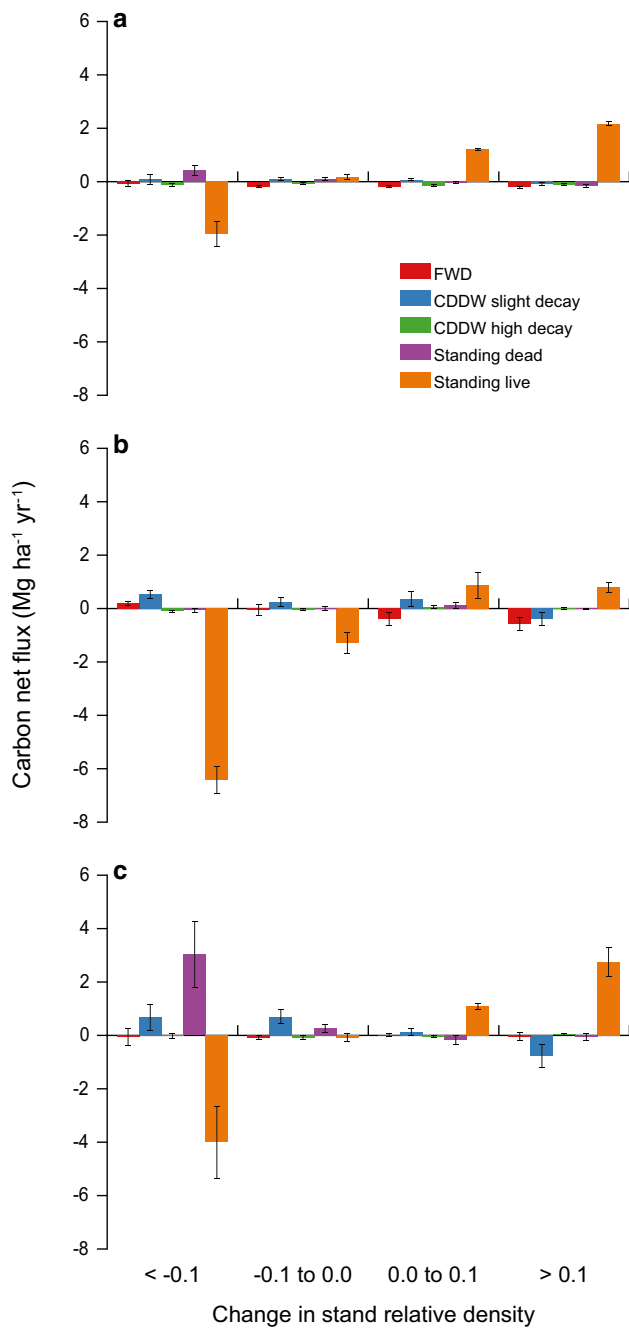 a
6
4
2
0
-2
-4
-6
-8
FWD
CDDW slight decay
CDDW high decay
Standing dead
Standing live
b
6
4
2
0
-2
-4
-6
-8
Carbon net flux (Mg ha⁻¹ yr⁻¹)
c
6
4
2
0
-2
-4
-6
-8
< -0.1 -0.1 to 0.0 0.0 to 0.1 > 0.1
Change in stand relative density